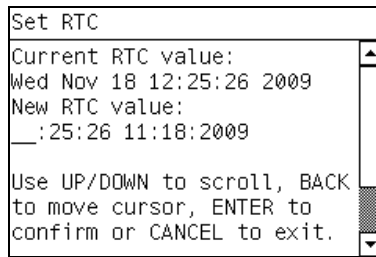 Set RTC
Current RTC value:
Wed Nov 18 12:25:26 2009
New RTC value:
__:25:26 11:18:2009
Use UP/DOWN to scroll, BACK
to move cursor, ENTER to
confirm or CANCEL to exit.